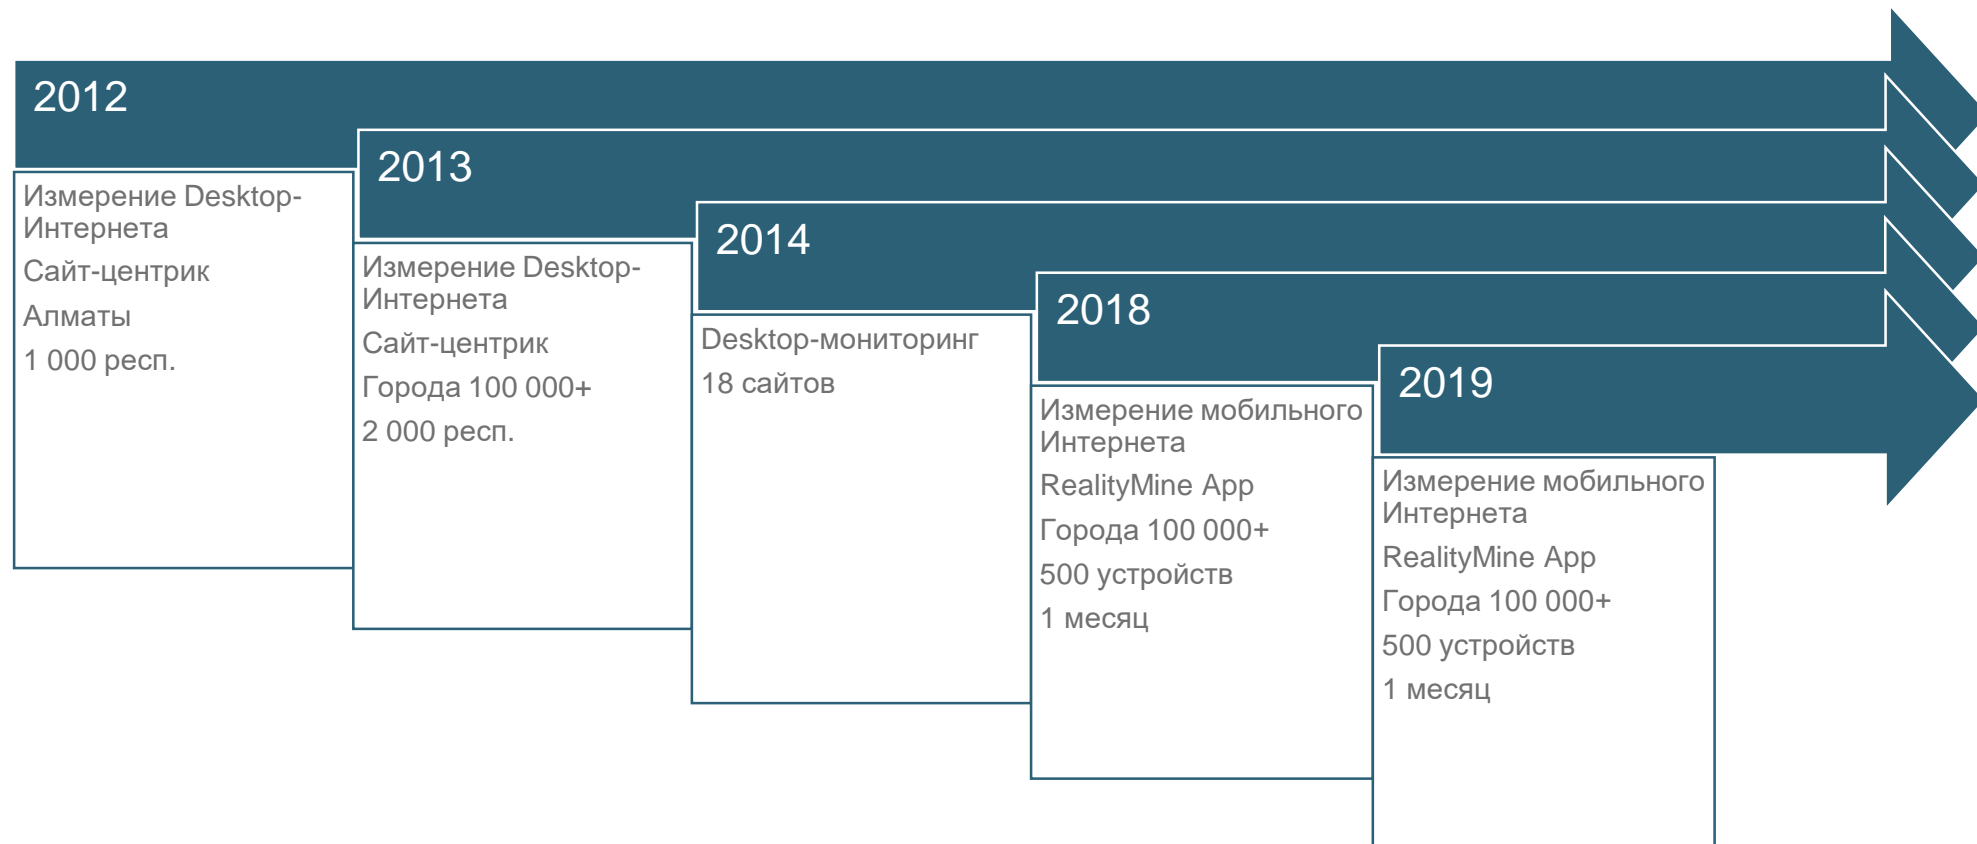 2012
Измерение Desktop-
Интернета
Сайт-центрик
Алматы
1 000 респ.
2013
Измерение Desktop-
Интернета
Сайт-центрик
Города 100 000+
2 000 респ.
2014
Desktop-мониторинг
18 сайтов
2018
Измерение мобильного
Интернета
RealityMine App
Города 100 000+
500 устройств
1 месяц
2019
Измерение мобильного
Интернета
RealityMine App
Города 100 000+
500 устройств
1 месяц